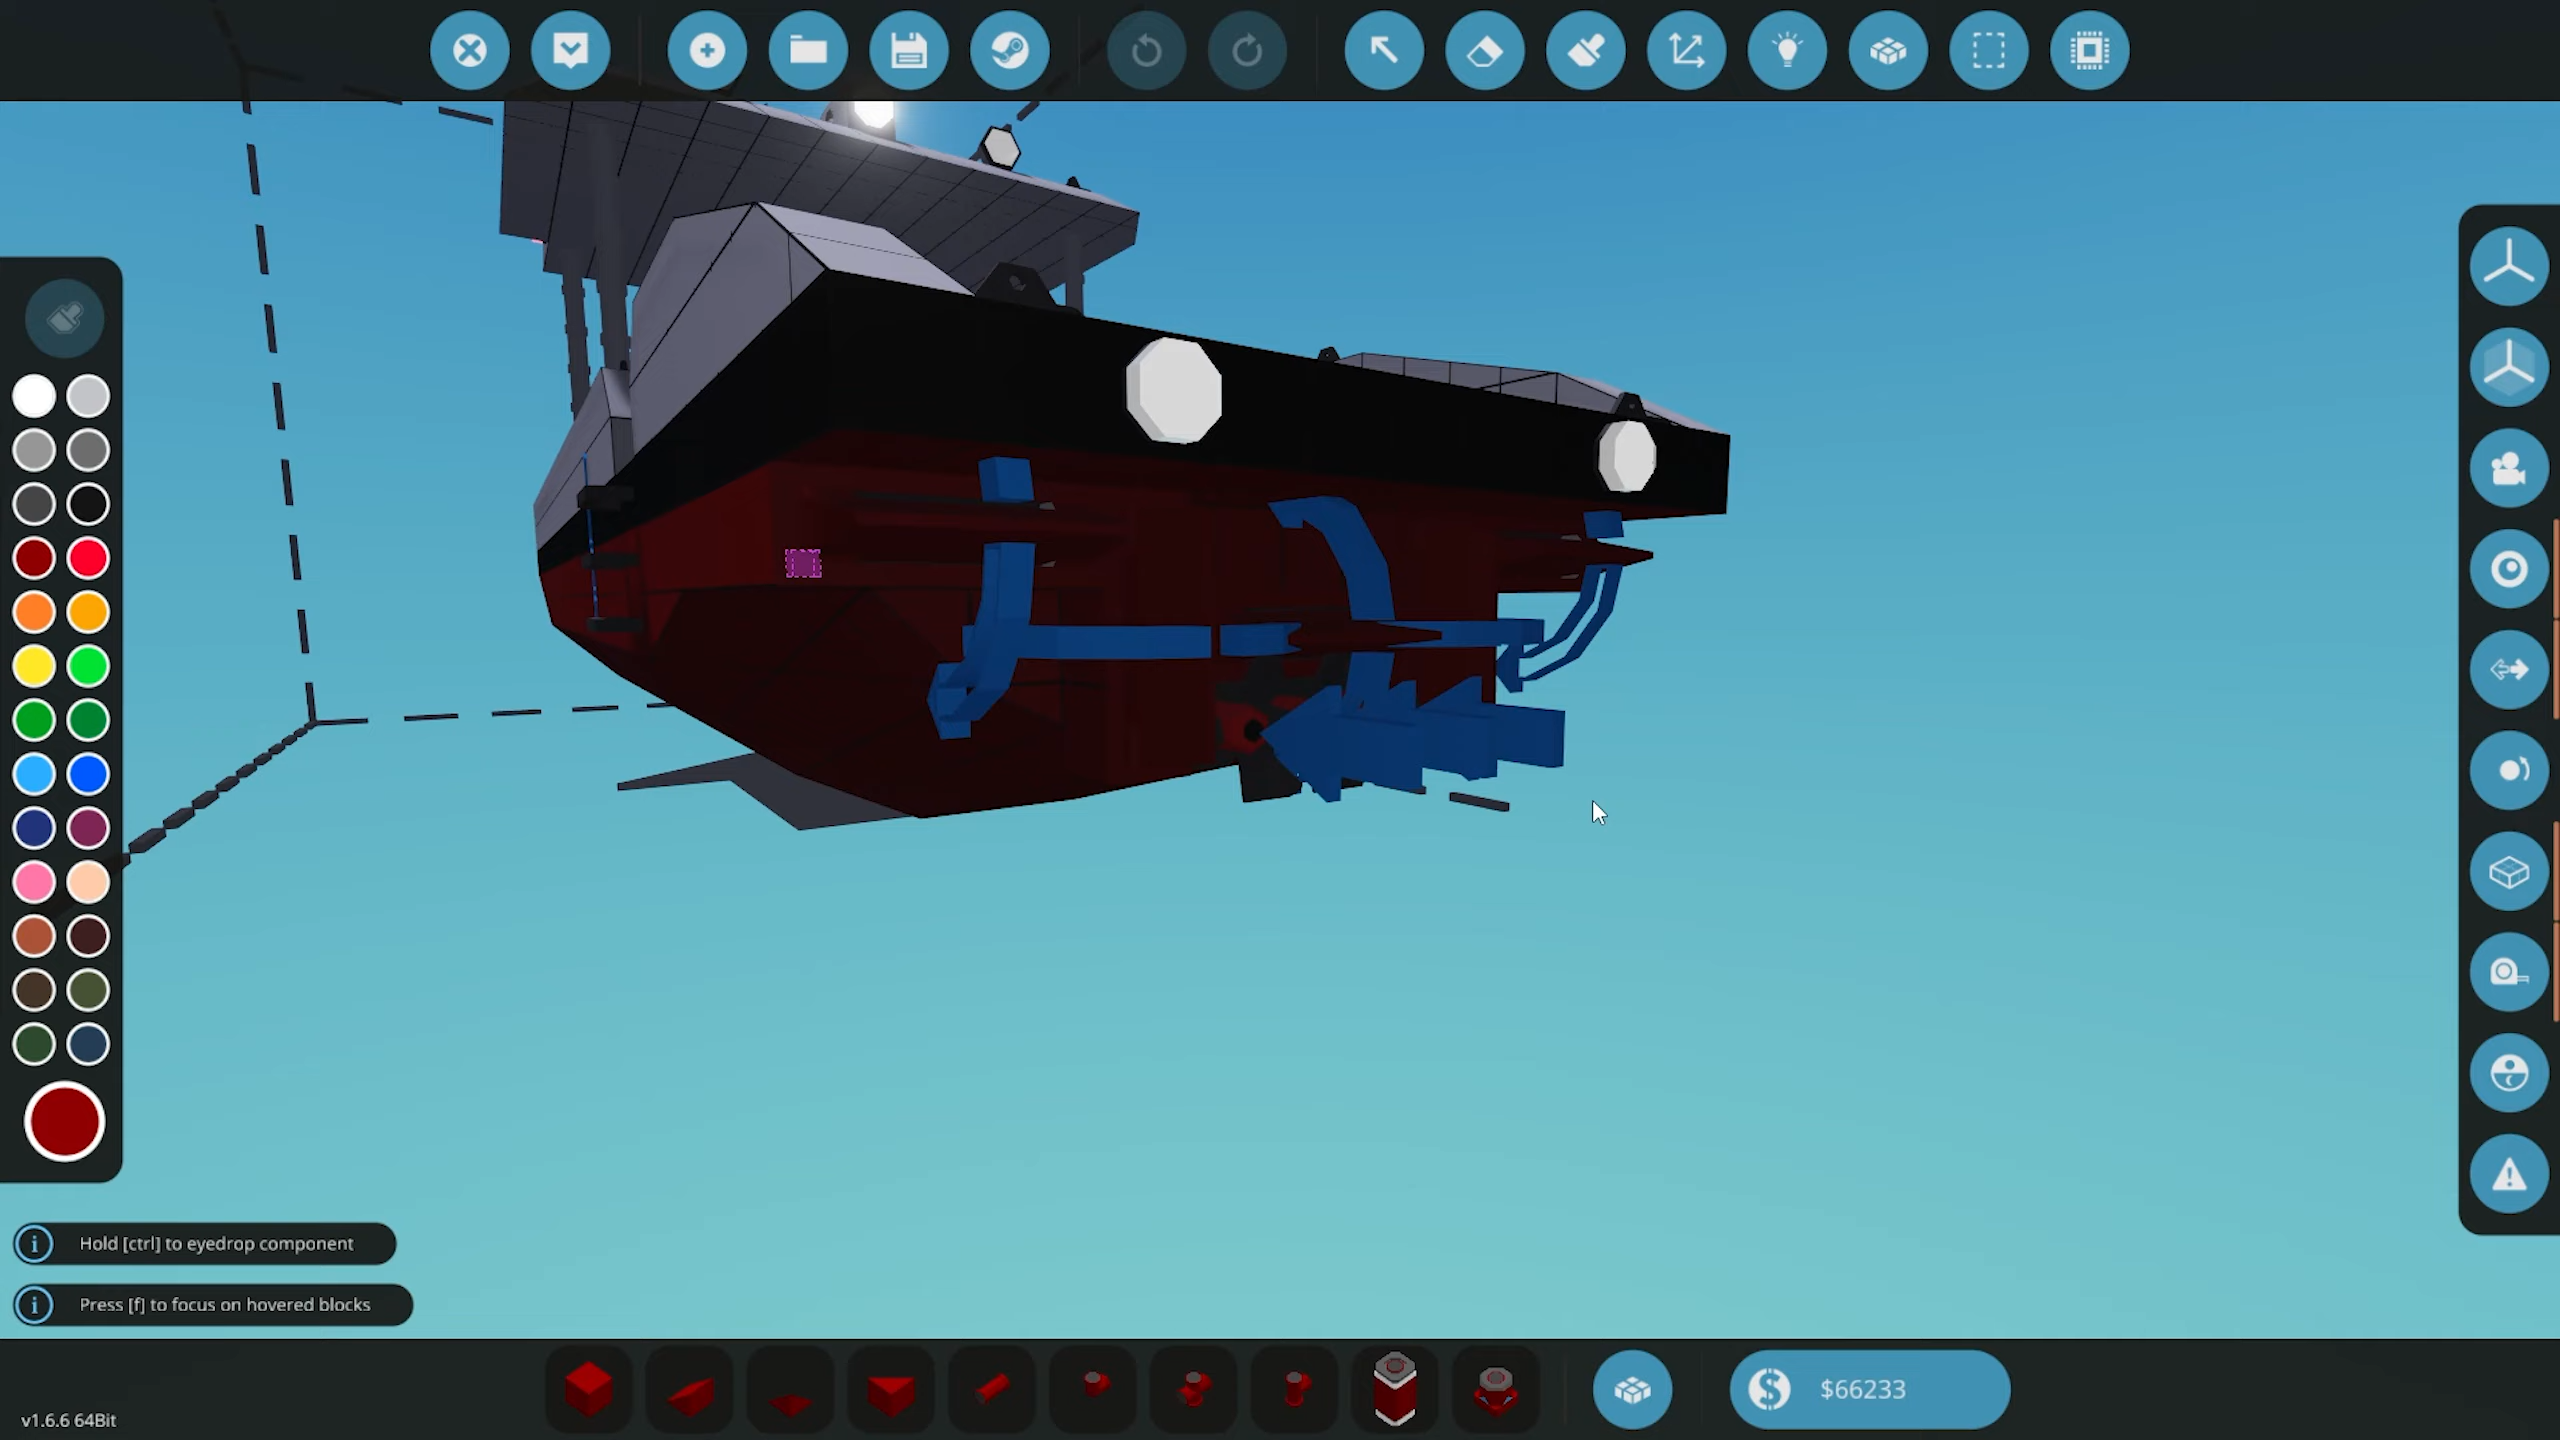 Hold [ctrl] to eyedrop component
Press [f] to focus on hovered blocks
v1.6.6 64Bit
$66233